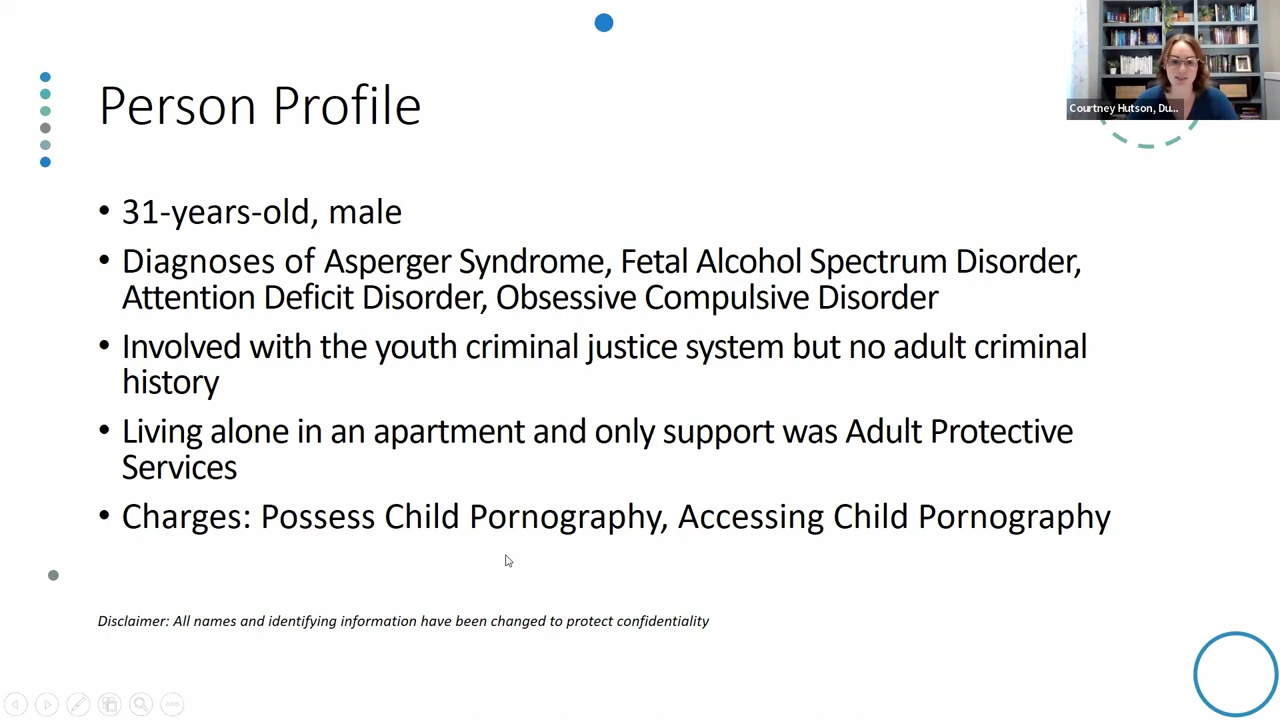 Person Profile
Courtney Hutson, Du...
• 31-years-old, male
• Diagnoses of Asperger Syndrome, Fetal Alcohol Spectrum Disorder,
Attention Deficit Disorder, Obsessive Compulsive Disorder
• Involved with the youth criminal justice system but no adult criminal
history
• Living alone in an apartment and only support was Adult Protective
Services
• Charges: Possess Child Pornography, Accessing Child Pornography
Disclaimer: All names and identifying information have been changed to protect confidentiality